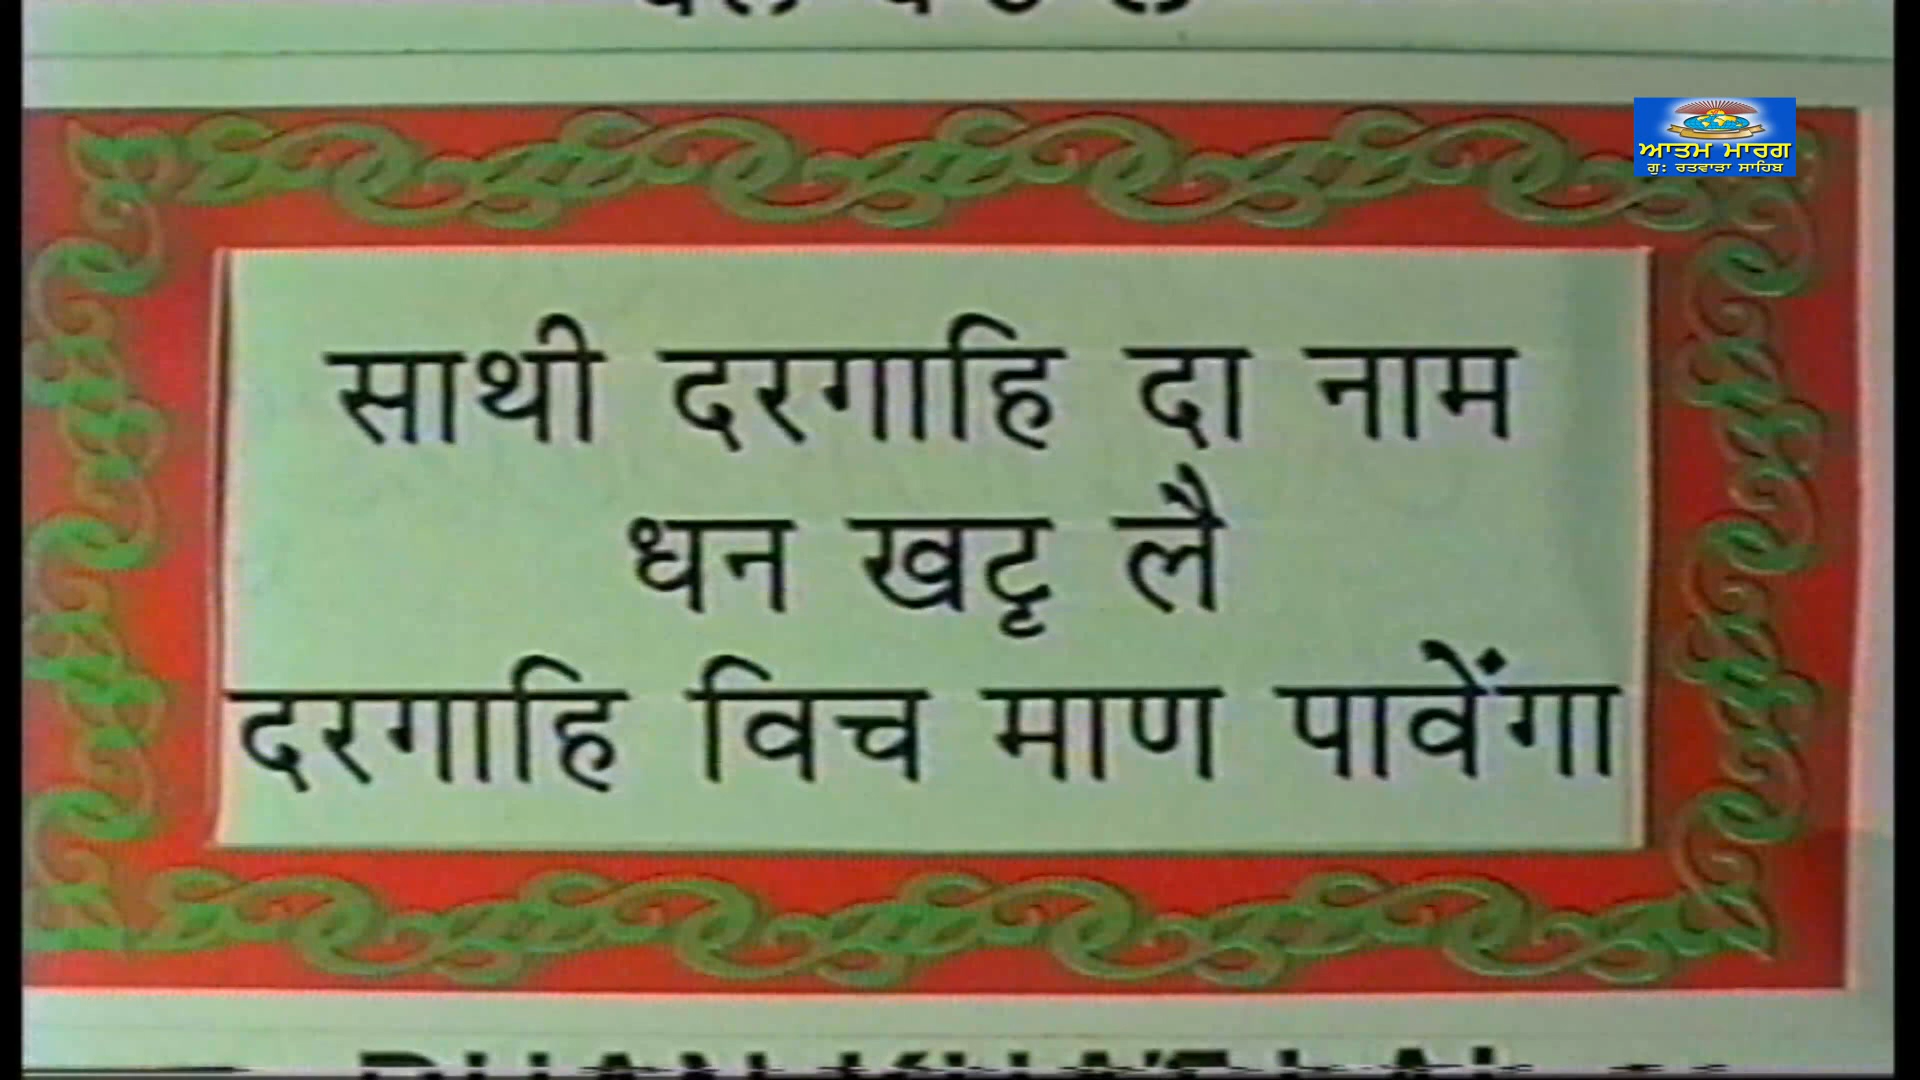 ਆਤਮ ਮਾਰਗ
ਗੁ: ਰਤਵਾੜਾ ਸਾਹਿਬ
साथी दरगाहि दा नाम
धन खटृ लै
दरगाहि विच माण पावेंगा